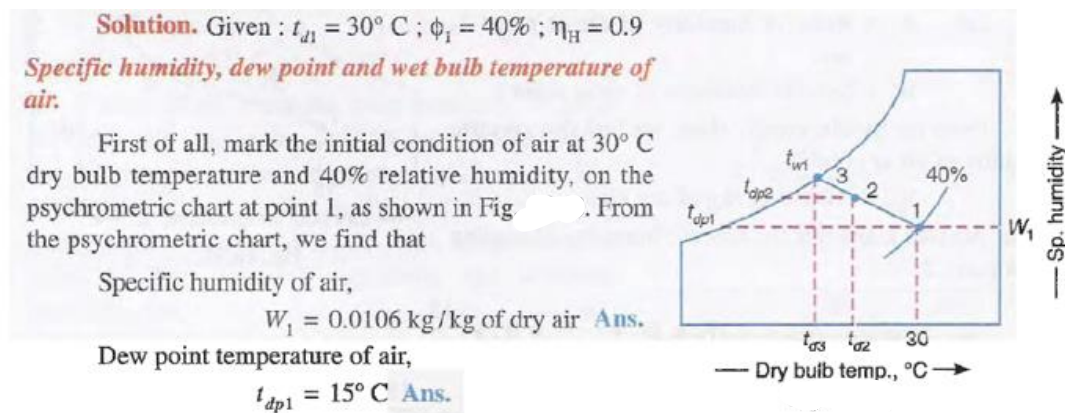 Solution. Given : t_d1 = 30° C ; ϕ_1 = 40% ; η_H = 0.9
Specific humidity, dew point and wet bulb temperature of
air.
First of all, mark the initial condition of air at 30° C
dry bulb temperature and 40% relative humidity, on the
psychrometric chart at point 1, as shown in Fig . From
the psychrometric chart, we find that
Specific humidity of air,
W_1 = 0.0106 kg/kg of dry air Ans.
Dew point temperature of air,
t_dp1 = 15° C Ans.
t_w1
3
40%
t_dp2
2
t_dp1
1
W_1
Sp. humidity
t_σ3 t_σ2 30
Dry bulb temp., °C